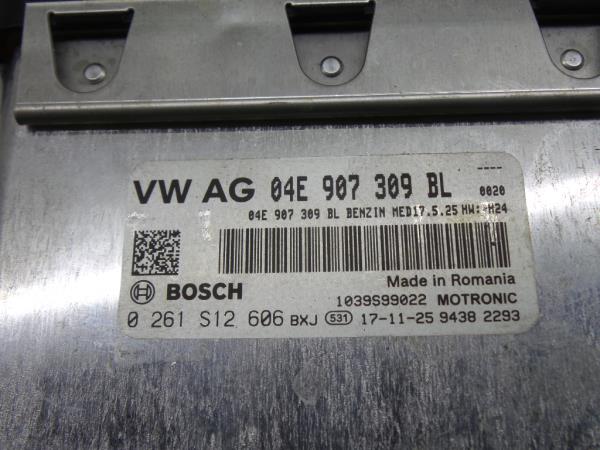 VW AG 04E 907 309 BL ----
0020
04E 907 309 BL BENZIN MED17.5.25 HW: H24
Made in Romania
BOSCH 1039S99022 MOTRONIC
0 261 S12 606 BXJ 531 17-11-25 9438 2293